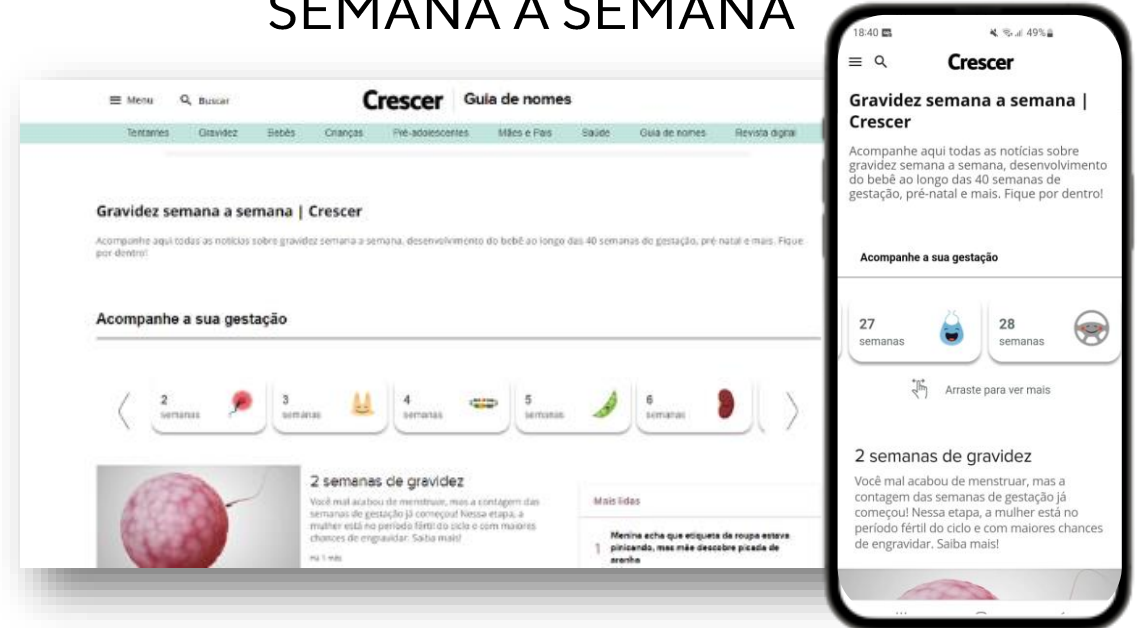 SEMANA A SEMANA
Menu
Buscar
Crescer
Guia de nomes
Tentantes
Gravidez
Bebês
Crianças
Pré-adolescentes
Mães e Pais
Saúde
Guia de nomes
Revista digital
Gravidez semana a semana | Crescer
Acompanhe aqui todas as notícias sobre gravidez semana a semana, desenvolvimento do bebê ao longo das 40 semanas de gestação, pré-natal e mais. Fique
por dentro!
Acompanhe a sua gestação
2
semanas
3
semanas
4
semanas
5
semanas
6
semanas
2 semanas de gravidez
Você mal acabou de menstruar, mas a contagem das
semanas de gestação já começou! Nessa etapa, a
mulher está no período fértil do ciclo e com maiores
chances de engravidar. Saiba mais!
Há 1 mês
Mais lidas
1
Menina acha que etiqueta da roupa estava
pinicando, mas mãe descobre picada de
aranha
18:40
49%
Crescer
Gravidez semana a semana |
Crescer
Acompanhe aqui todas as notícias sobre
gravidez semana a semana, desenvolvimento
do bebê ao longo das 40 semanas de
gestação, pré-natal e mais. Fique por dentro!
Acompanhe a sua gestação
27
semanas
28
semanas
Arraste para ver mais
2 semanas de gravidez
Você mal acabou de menstruar, mas a
contagem das semanas de gestação já
começou! Nessa etapa, a mulher está no
período fértil do ciclo e com maiores chances
de engravidar. Saiba mais!